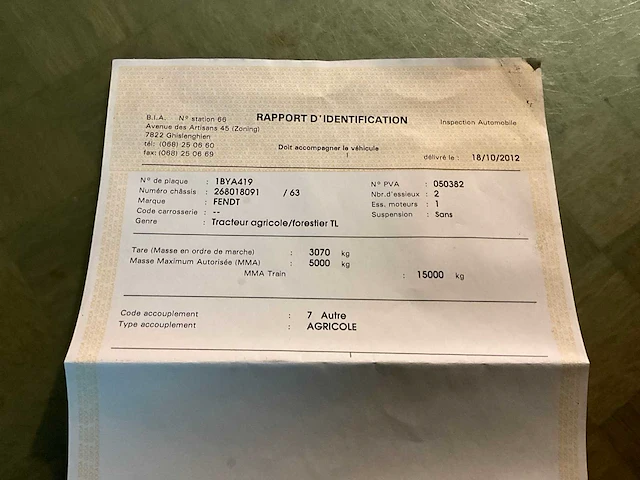 B.I.A. N° station 66
RAPPORT D'IDENTIFICATION
Inspection Automobile
Avenue des Artisans 45 (Zoning)
7822 Ghislenghien
tél: (068) 25 06 60
fax: (068) 25 06 69
Doit accompagner le véhicule
délivré le : 18/10/2012
N° de plaque : 1BYA419
Numéro châssis : 268018091 / 63
Marque : FENDT
Code carrosserie : --
Genre : Tracteur agricole/forestier TL
N° PVA : 050382
Nbr.d'essieux : 2
Ess. moteurs : 1
Suspension : Sans
Tare (Masse en ordre de marche) : 3070 kg
Masse Maximum Autorisée (MMA) : 5000 kg
MMA Train : 15000 kg
Code accouplement : 7 Autre
Type accouplement : AGRICOLE